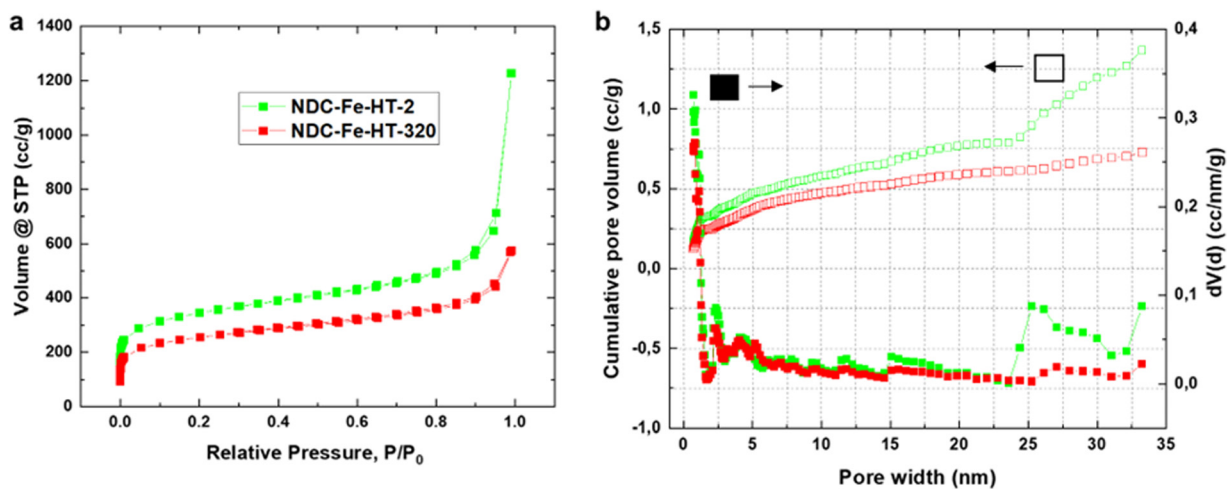 a
1400
1200
1000
800
600
400
200
0
Volume @ STP (cc/g)
NDC-Fe-HT-2
NDC-Fe-HT-320
0.0 0.2 0.4 0.6 0.8 1.0
Relative Pressure, P/P0
b
1,5
1,0
0,5
0,0
-0,5
-1,0
Cumulative pore volume (cc/g)
0,4
0,3
0,2
0,1
0,0
dV(d) (cc/nm/g)
0 5 10 15 20 25 30 35
Pore width (nm)